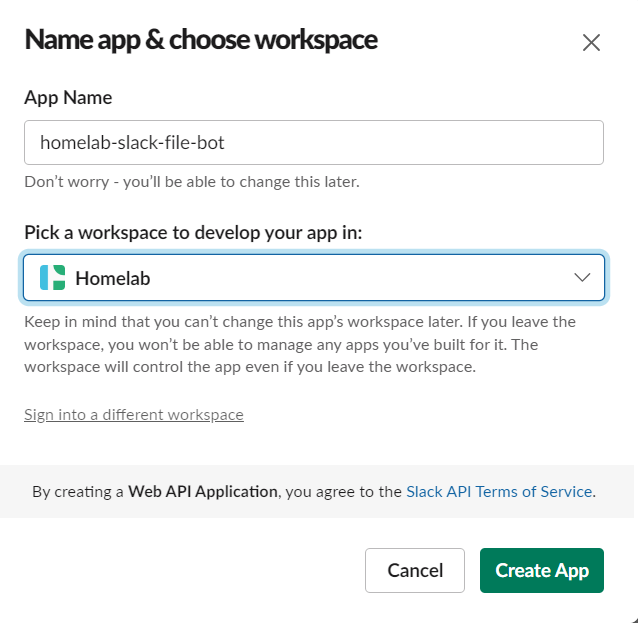 Name app & choose workspace
App Name
homelab-slack-file-bot
Don’t worry - you’ll be able to change this later.
Pick a workspace to develop your app in:
Homelab
Keep in mind that you can’t change this app’s workspace later. If you leave the
workspace, you won’t be able to manage any apps you’ve built for it. The
workspace will control the app even if you leave the workspace.
Sign into a different workspace
By creating a Web API Application, you agree to the Slack API Terms of Service.
Cancel
Create App